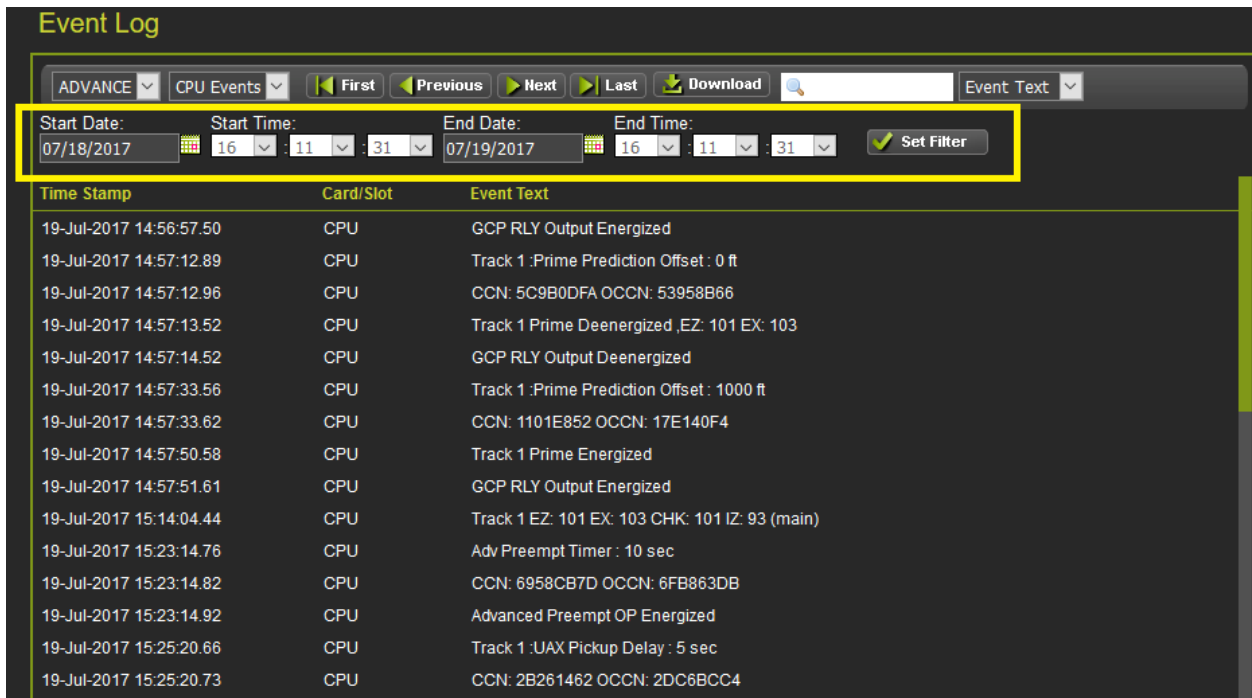 Event Log
ADVANCE CPU Events First Previous Next Last Download Event Text
Start Date: Start Time: End Date: End Time:
07/18/2017 16 : 11 : 31 07/19/2017 16 : 11 : 31 Set Filter
Time Stamp Card/Slot Event Text
19-Jul-2017 14:56:57.50 CPU GCP RLY Output Energized
19-Jul-2017 14:57:12.89 CPU Track 1 :Prime Prediction Offset : 0 ft
19-Jul-2017 14:57:12.96 CPU CCN: 5C9B0DFA OCCN: 53958B66
19-Jul-2017 14:57:13.52 CPU Track 1 Prime Deenergized ,EZ: 101 EX: 103
19-Jul-2017 14:57:14.52 CPU GCP RLY Output Deenergized
19-Jul-2017 14:57:33.56 CPU Track 1 :Prime Prediction Offset : 1000 ft
19-Jul-2017 14:57:33.62 CPU CCN: 1101E852 OCCN: 17E140F4
19-Jul-2017 14:57:50.58 CPU Track 1 Prime Energized
19-Jul-2017 14:57:51.61 CPU GCP RLY Output Energized
19-Jul-2017 15:14:04.44 CPU Track 1 EZ: 101 EX: 103 CHK: 101 IZ: 93 (main)
19-Jul-2017 15:23:14.76 CPU Adv Preempt Timer : 10 sec
19-Jul-2017 15:23:14.82 CPU CCN: 6958CB7D OCCN: 6FB863DB
19-Jul-2017 15:23:14.92 CPU Advanced Preempt OP Energized
19-Jul-2017 15:25:20.66 CPU Track 1 :UAX Pickup Delay : 5 sec
19-Jul-2017 15:25:20.73 CPU CCN: 2B261462 OCCN: 2DC6BCC4